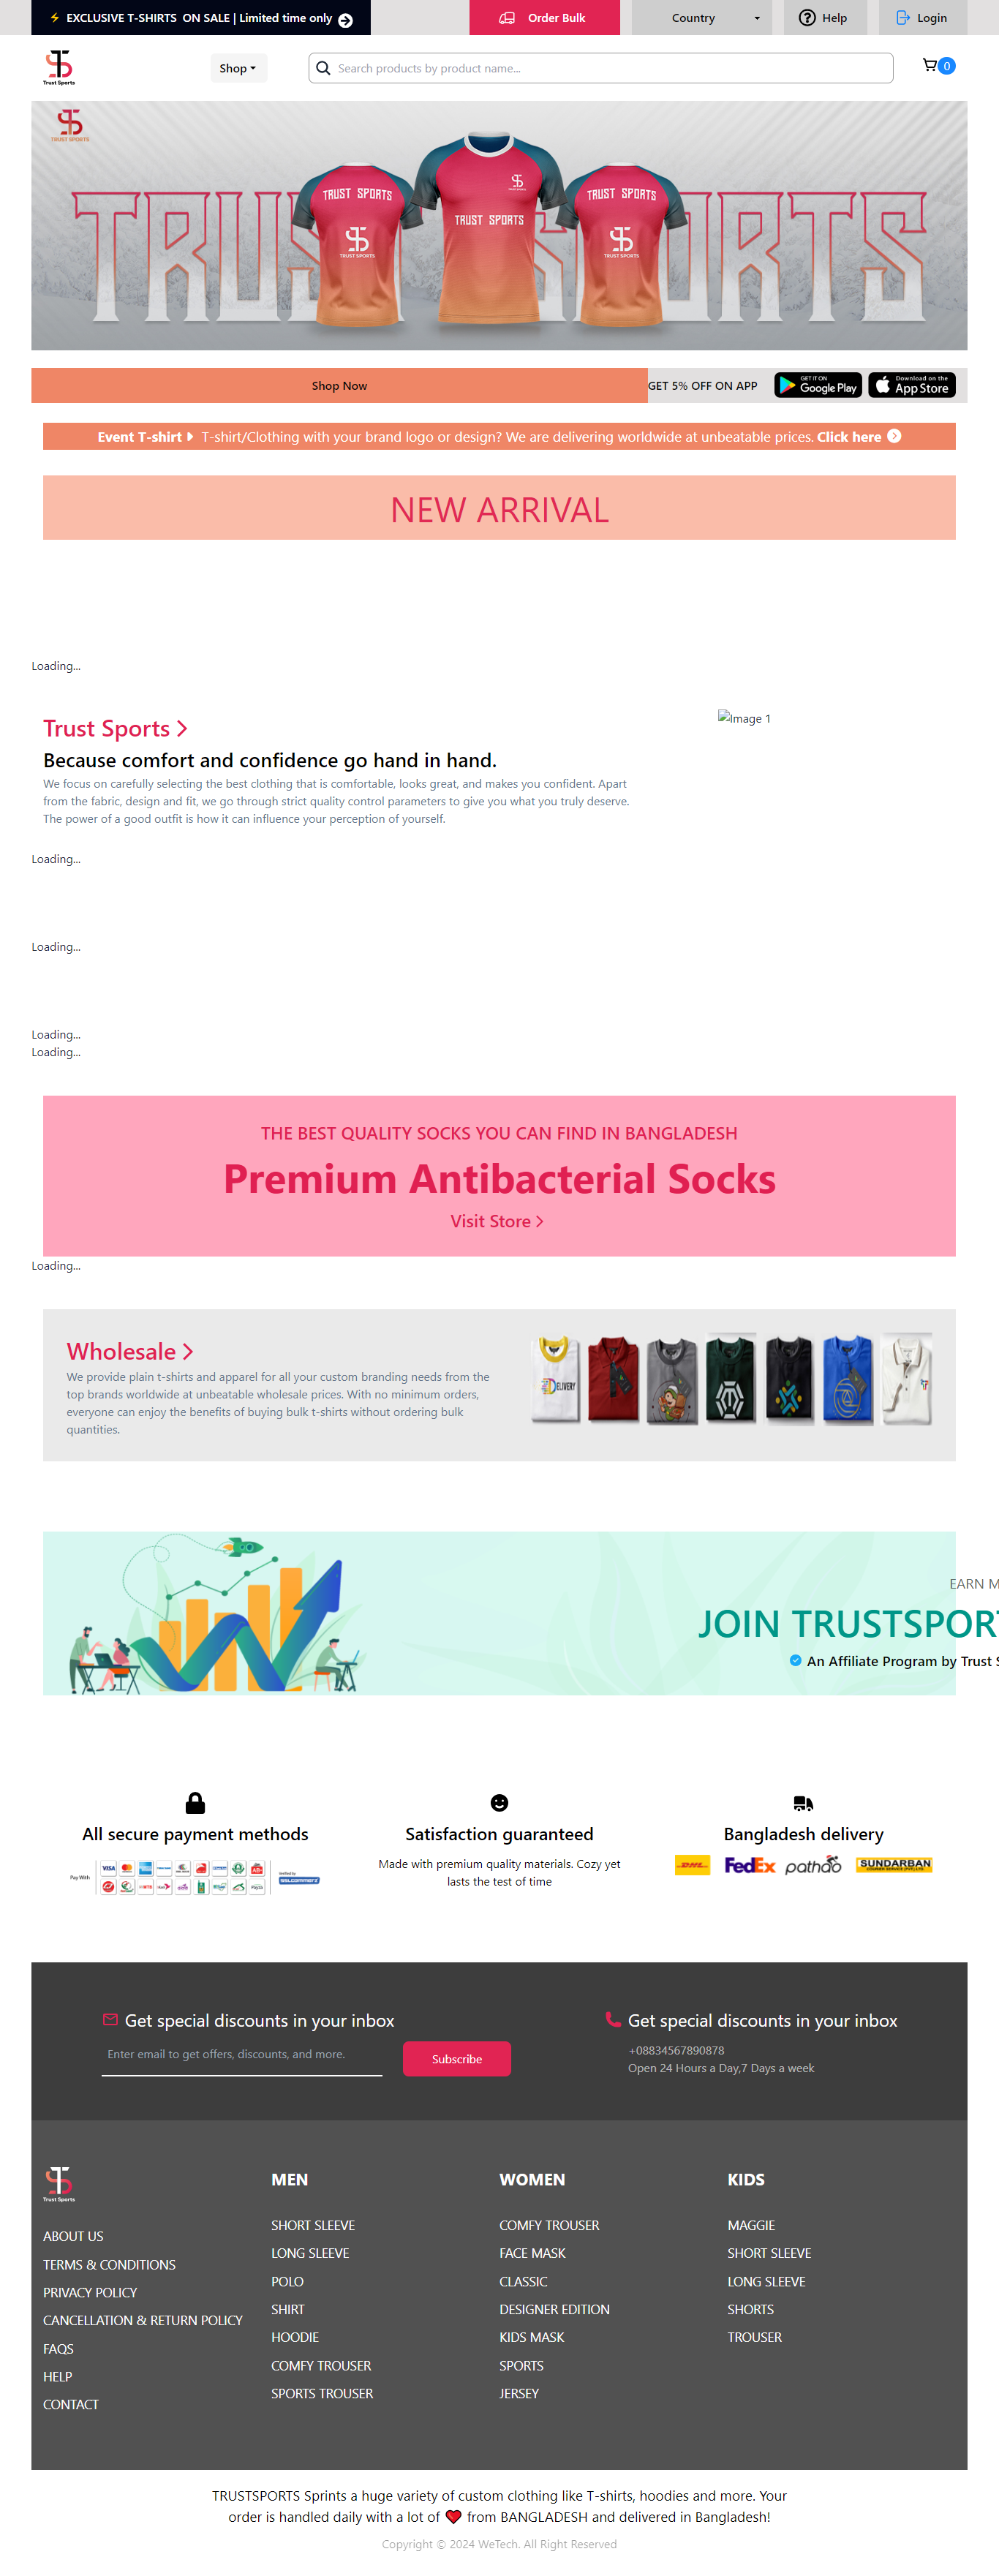 EXCLUSIVE T-SHIRTS ON SALE | Limited time only
Order Bulk
Country
Help
Login
Trust Sports
Shop
Search products by product name...
0
TRUST SPORTS
TRUST SPORTS
TRUST SPORTS
TRUST SPORTS
TRUST SPORTS
TRUST SPORTS
TRUST SPORTS
Shop Now
GET 5% OFF ON APP
GET IT ON
Google Play
Download on the
App Store
Event T-shirt T-shirt/Clothing with your brand logo or design? We are delivering worldwide at unbeatable prices. Click here
NEW ARRIVAL
Loading...
Trust Sports
Image 1
Because comfort and confidence go hand in hand.
We focus on carefully selecting the best clothing that is comfortable, looks great, and makes you confident. Apart
from the fabric, design and fit, we go through strict quality control parameters to give you what you truly deserve.
The power of a good outfit is how it can influence your perception of yourself.
Loading...
Loading...
Loading...
Loading...
THE BEST QUALITY SOCKS YOU CAN FIND IN BANGLADESH
Premium Antibacterial Socks
Visit Store
Loading...
Wholesale
We provide plain t-shirts and apparel for all your custom branding needs from the
top brands worldwide at unbeatable wholesale prices. With no minimum orders,
everyone can enjoy the benefits of buying bulk t-shirts without ordering bulk
quantities.
DELIVERY
EARN M
JOIN TRUSTSPORT
An Affiliate Program by Trust S
All secure payment methods
Satisfaction guaranteed
Bangladesh delivery
Pay With
VISA
Verified by
SSLCOMMERZ
Made with premium quality materials. Cozy yet
lasts the test of time
DHL
FedEx
pathao
SUNDARBAN
Get special discounts in your inbox
Enter email to get offers, discounts, and more.
Subscribe
Get special discounts in your inbox
+08834567890878
Open 24 Hours a Day,7 Days a week
Trust Sports
ABOUT US
TERMS & CONDITIONS
PRIVACY POLICY
CANCELLATION & RETURN POLICY
FAQS
HELP
CONTACT
MEN
SHORT SLEEVE
LONG SLEEVE
POLO
SHIRT
HOODIE
COMFY TROUSER
SPORTS TROUSER
WOMEN
COMFY TROUSER
FACE MASK
CLASSIC
DESIGNER EDITION
KIDS MASK
SPORTS
JERSEY
KIDS
MAGGIE
SHORT SLEEVE
LONG SLEEVE
SHORTS
TROUSER
TRUSTSPORTS Sprints a huge variety of custom clothing like T-shirts, hoodies and more. Your
order is handled daily with a lot of from BANGLADESH and delivered in Bangladesh!
Copyright © 2024 WeTech. All Right Reserved